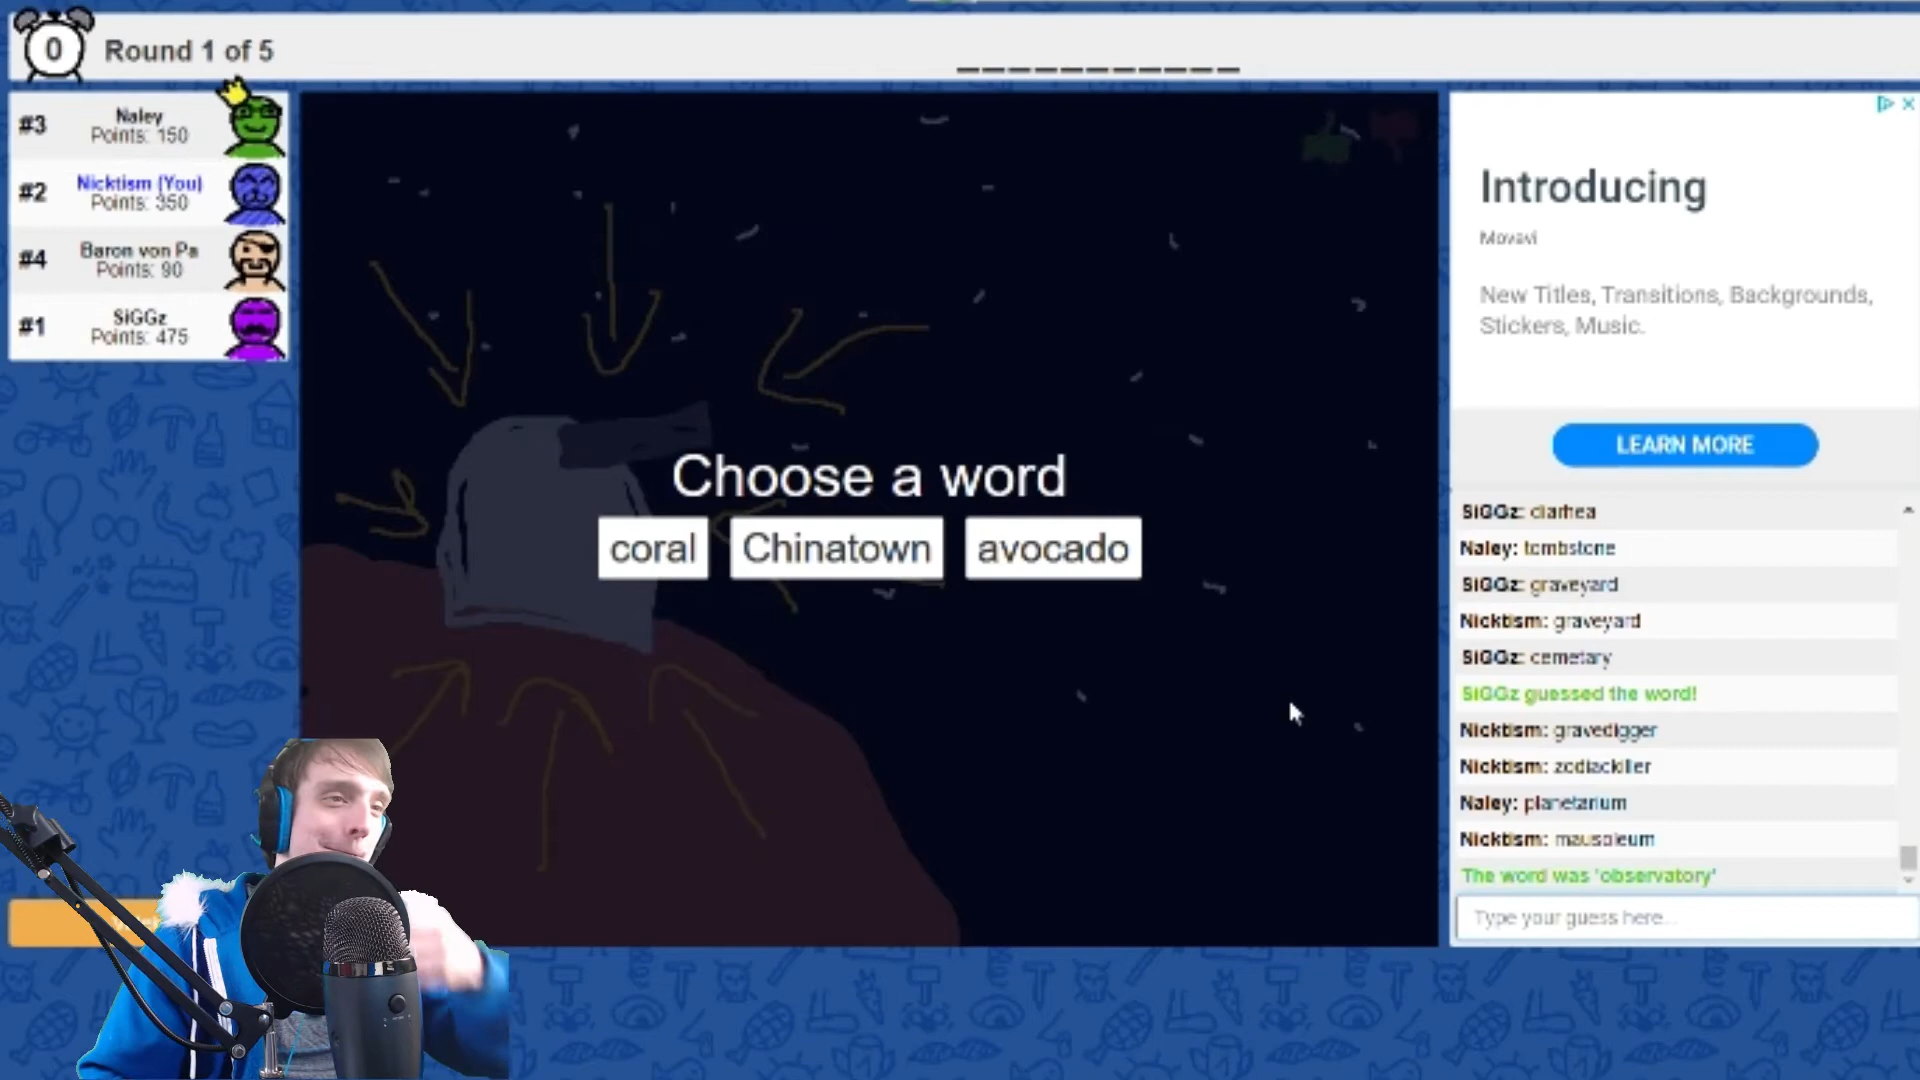 0 Round 1 of 5
#3 Naley
Points: 150
#2 Nicktism (You)
Points: 350
#4 Baron von Pa
Points: 90
#1 SiGGz
Points: 475
Choose a word
coral Chinatown avocado
Introducing
Movavi
New Titles, Transitions, Backgrounds,
Stickers, Music.
LEARN MORE
SiGGz: diarhea
Naley: tombstone
SiGGz: graveyard
Nicktism: graveyard
SiGGz: cemetary
SiGGz guessed the word!
Nicktism: gravedigger
Nicktism: zodiackiller
Naley: planetarium
Nicktism: mausoleum
The word was 'observatory'
Type your guess here...